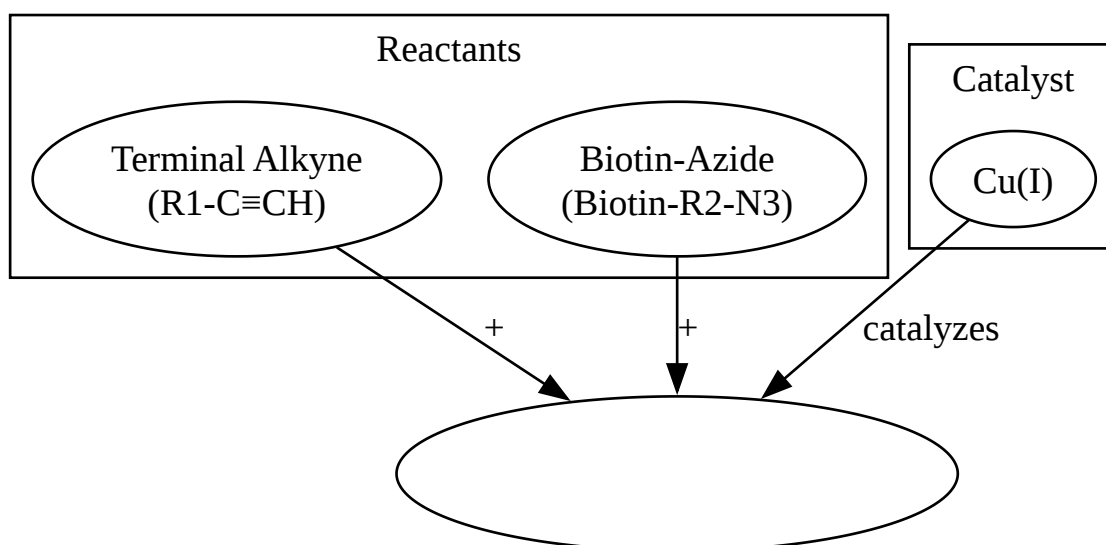 Reactants
Catalyst
Terminal Alkyne
(R1-C≡CH)
Biotin-Azide
(Biotin-R2-N3)
Cu(I)
+
+
catalyzes